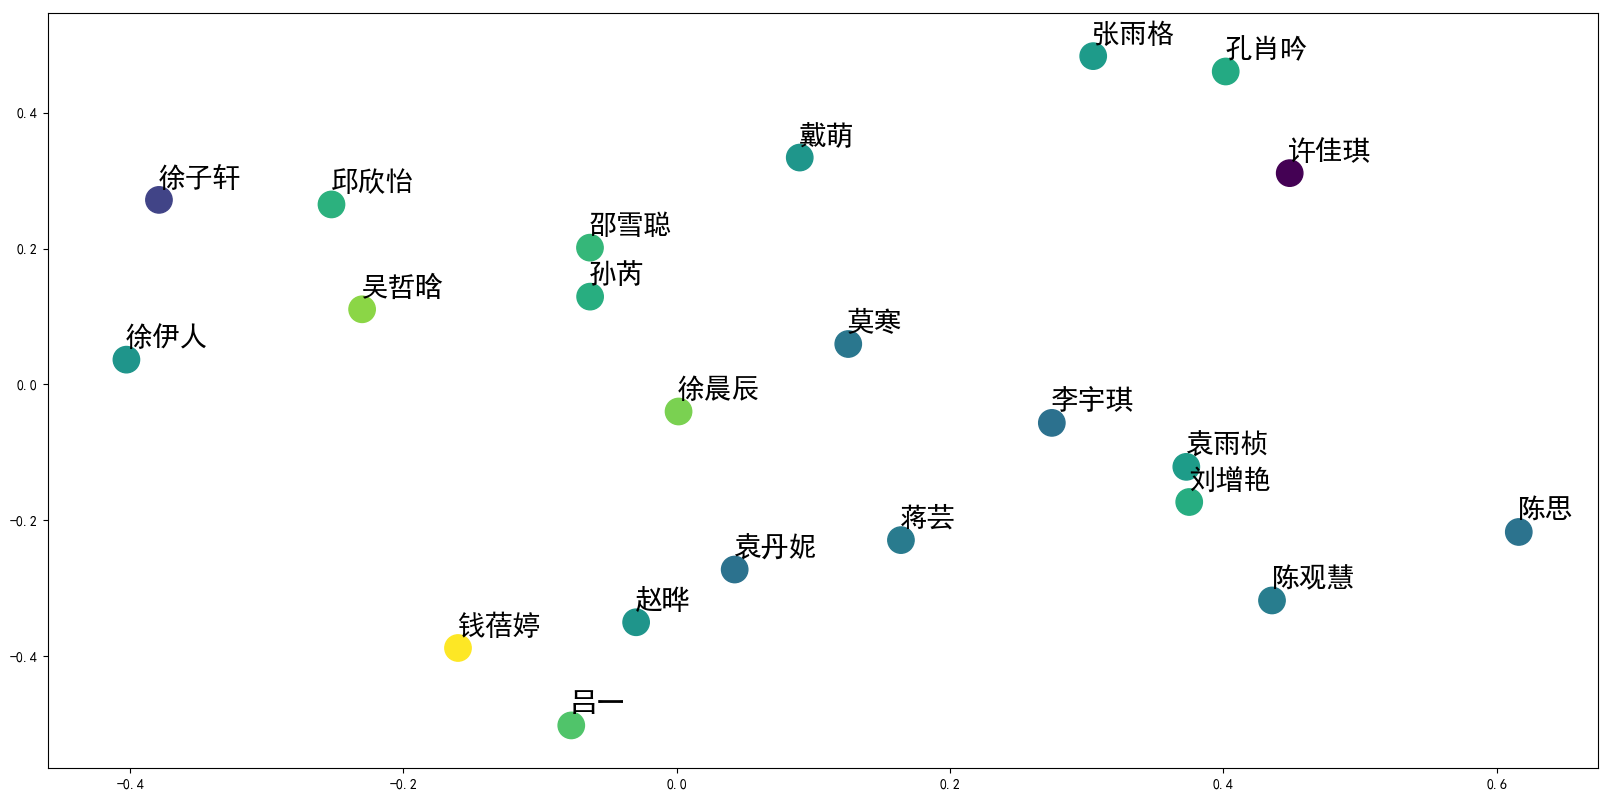 张雨格
孔肖吟
0.4
戴萌
许佳琪
徐子轩
邱欣怡
邵雪聪
0.2
孙芮
吴哲晗
莫寒
徐伊人
0.0
徐晨辰
李宇琪
袁雨桢
刘增艳
陈思
-0.2
蒋芸
袁丹妮
陈观慧
赵晔
钱蓓婷
-0.4
吕一
-0.4
-0.2
0.0
0.2
0.4
0.6